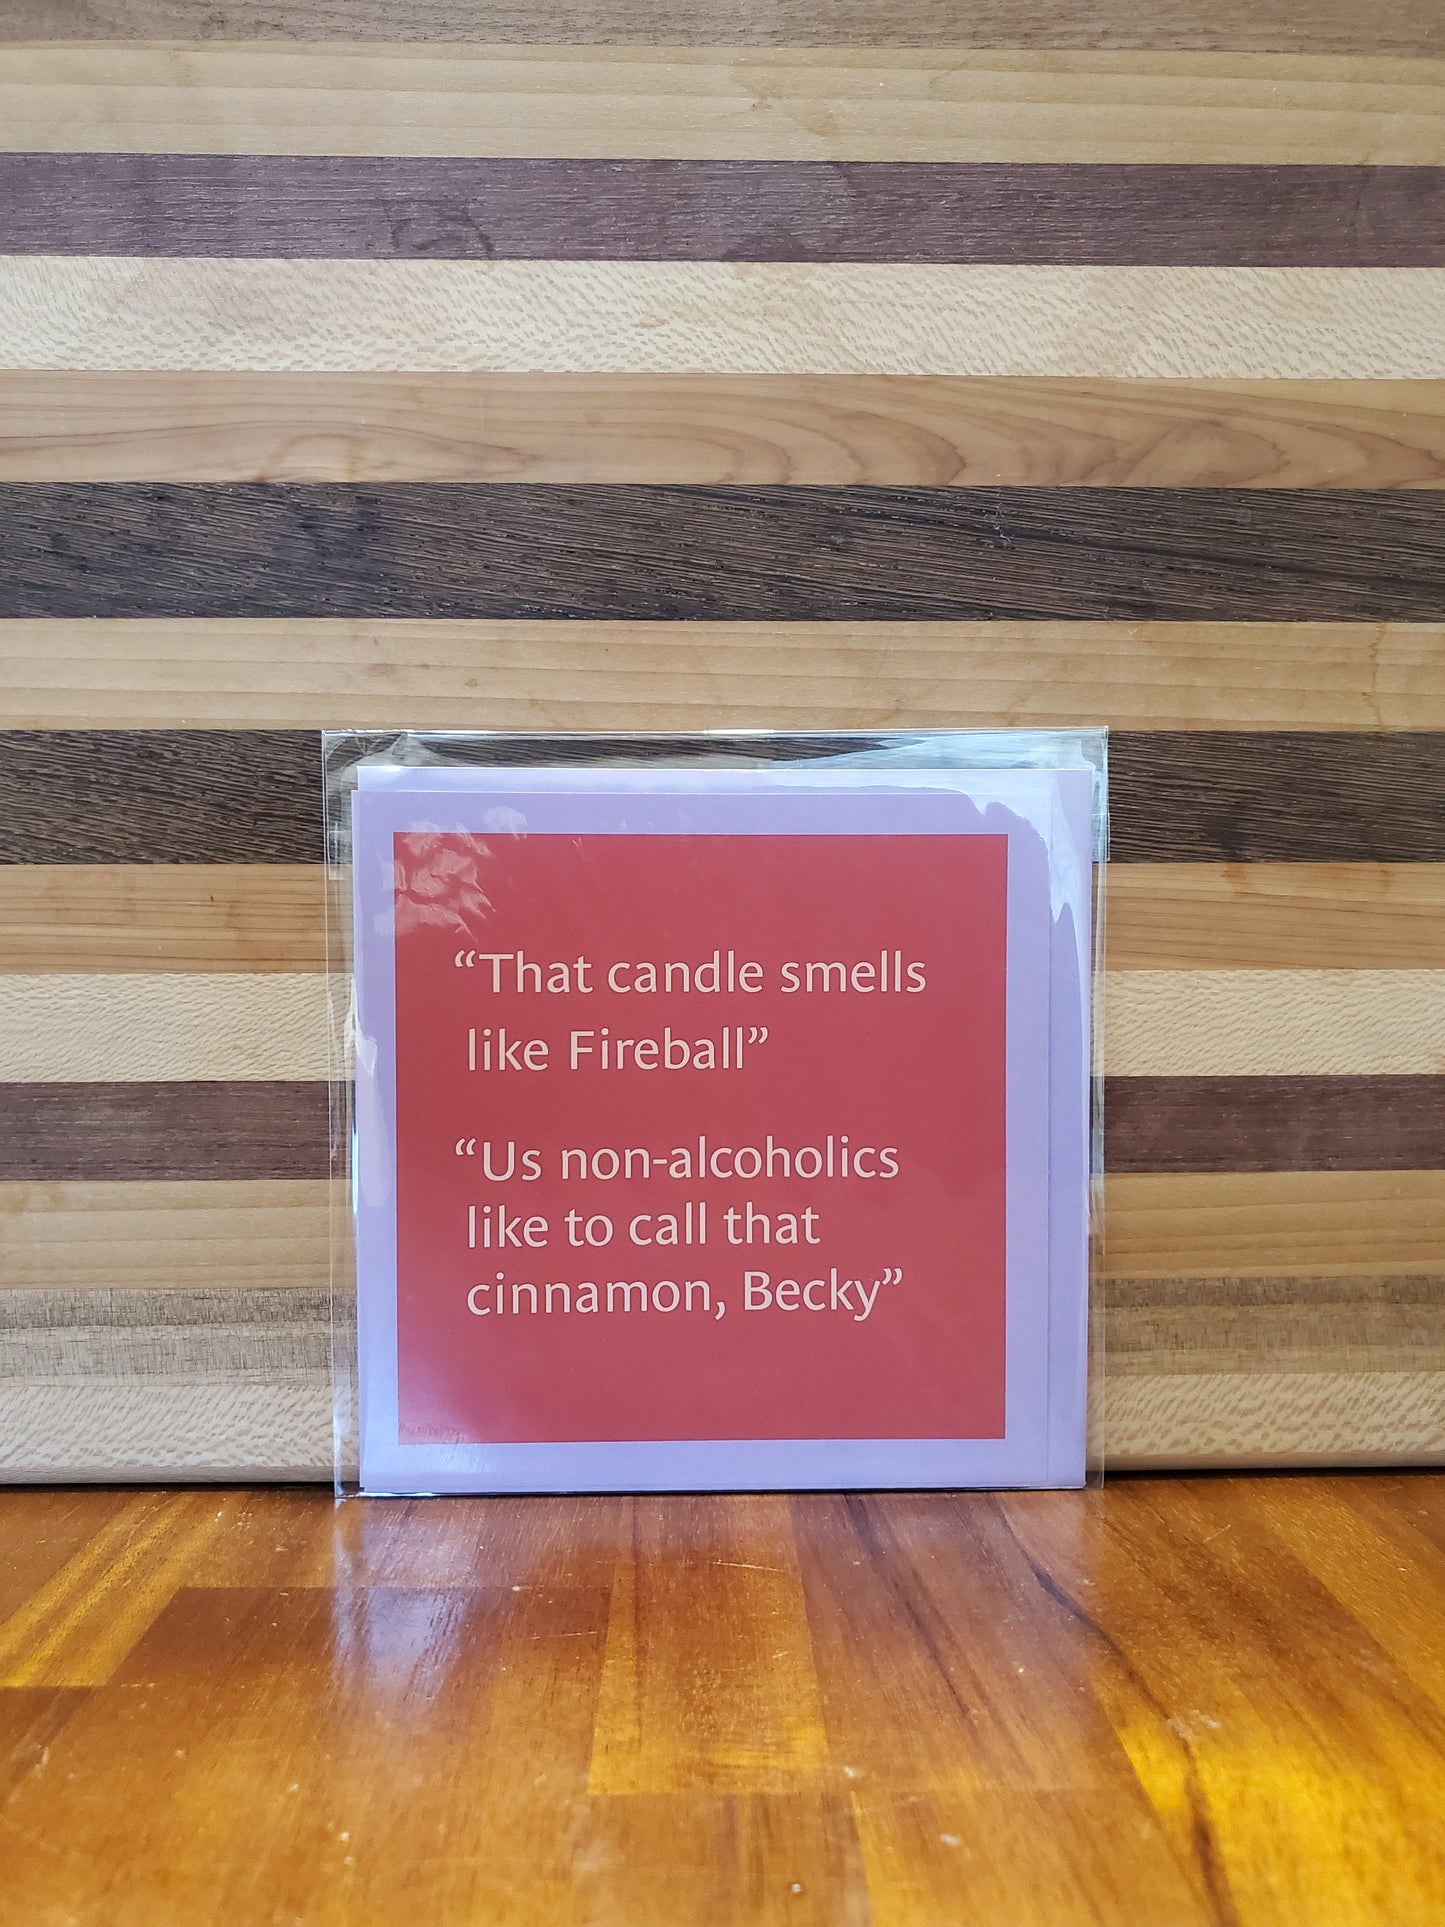 “That candle smells
like Fireball”
“Us non-alcoholics
like to call that
cinnamon, Becky”